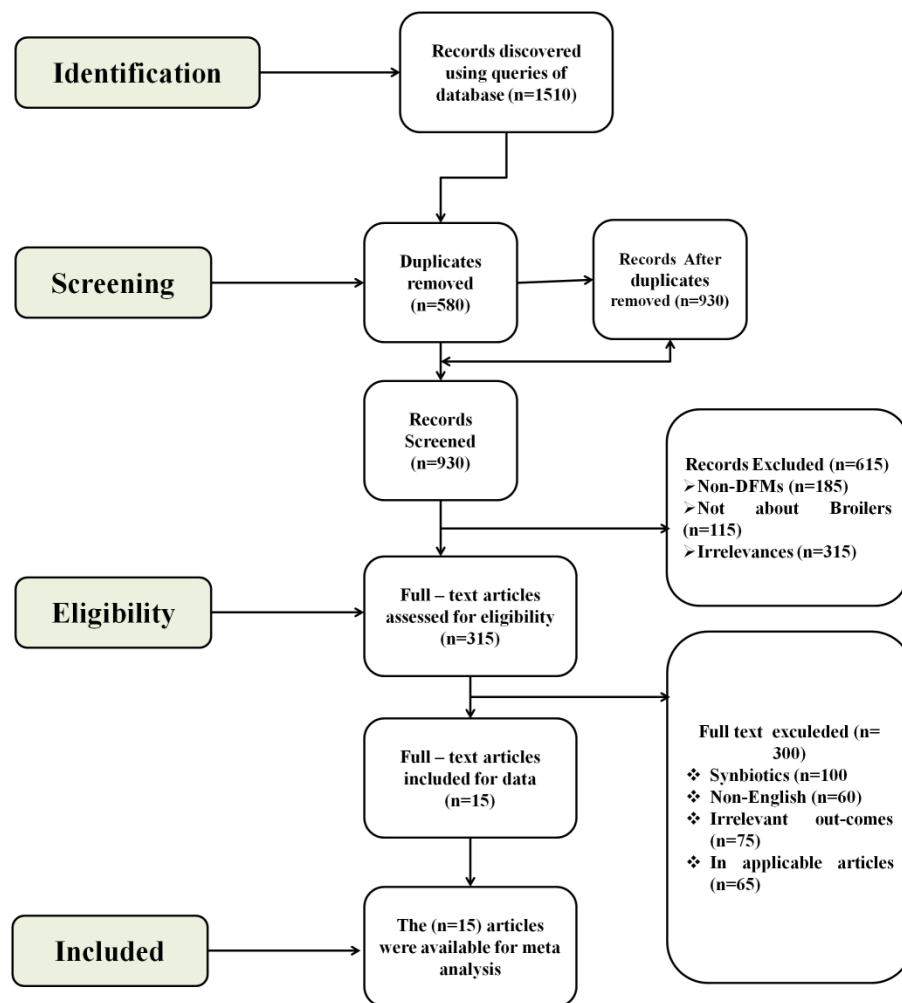 Identification
Records discovered
using queries of
database (n=1510)
Screening
Duplicates
removed
(n=580)
Records After
duplicates
removed (n=930)
Records
Screened
(n=930)
Records Excluded (n=615)
➢Non-DFMs (n=185)
➢Not about Broilers
(n=115)
➢Irrelevances (n=315)
Eligibility
Full – text articles
assessed for eligibility
(n=315)
Full – text articles
included for data
(n=15)
Full text exculeded (n=
300)
❖ Synbiotics (n=100
❖ Non-English (n=60)
❖ Irrelevant out-comes
(n=75)
❖ In applicable articles
(n=65)
Included
The (n=15) articles
were available for meta
analysis